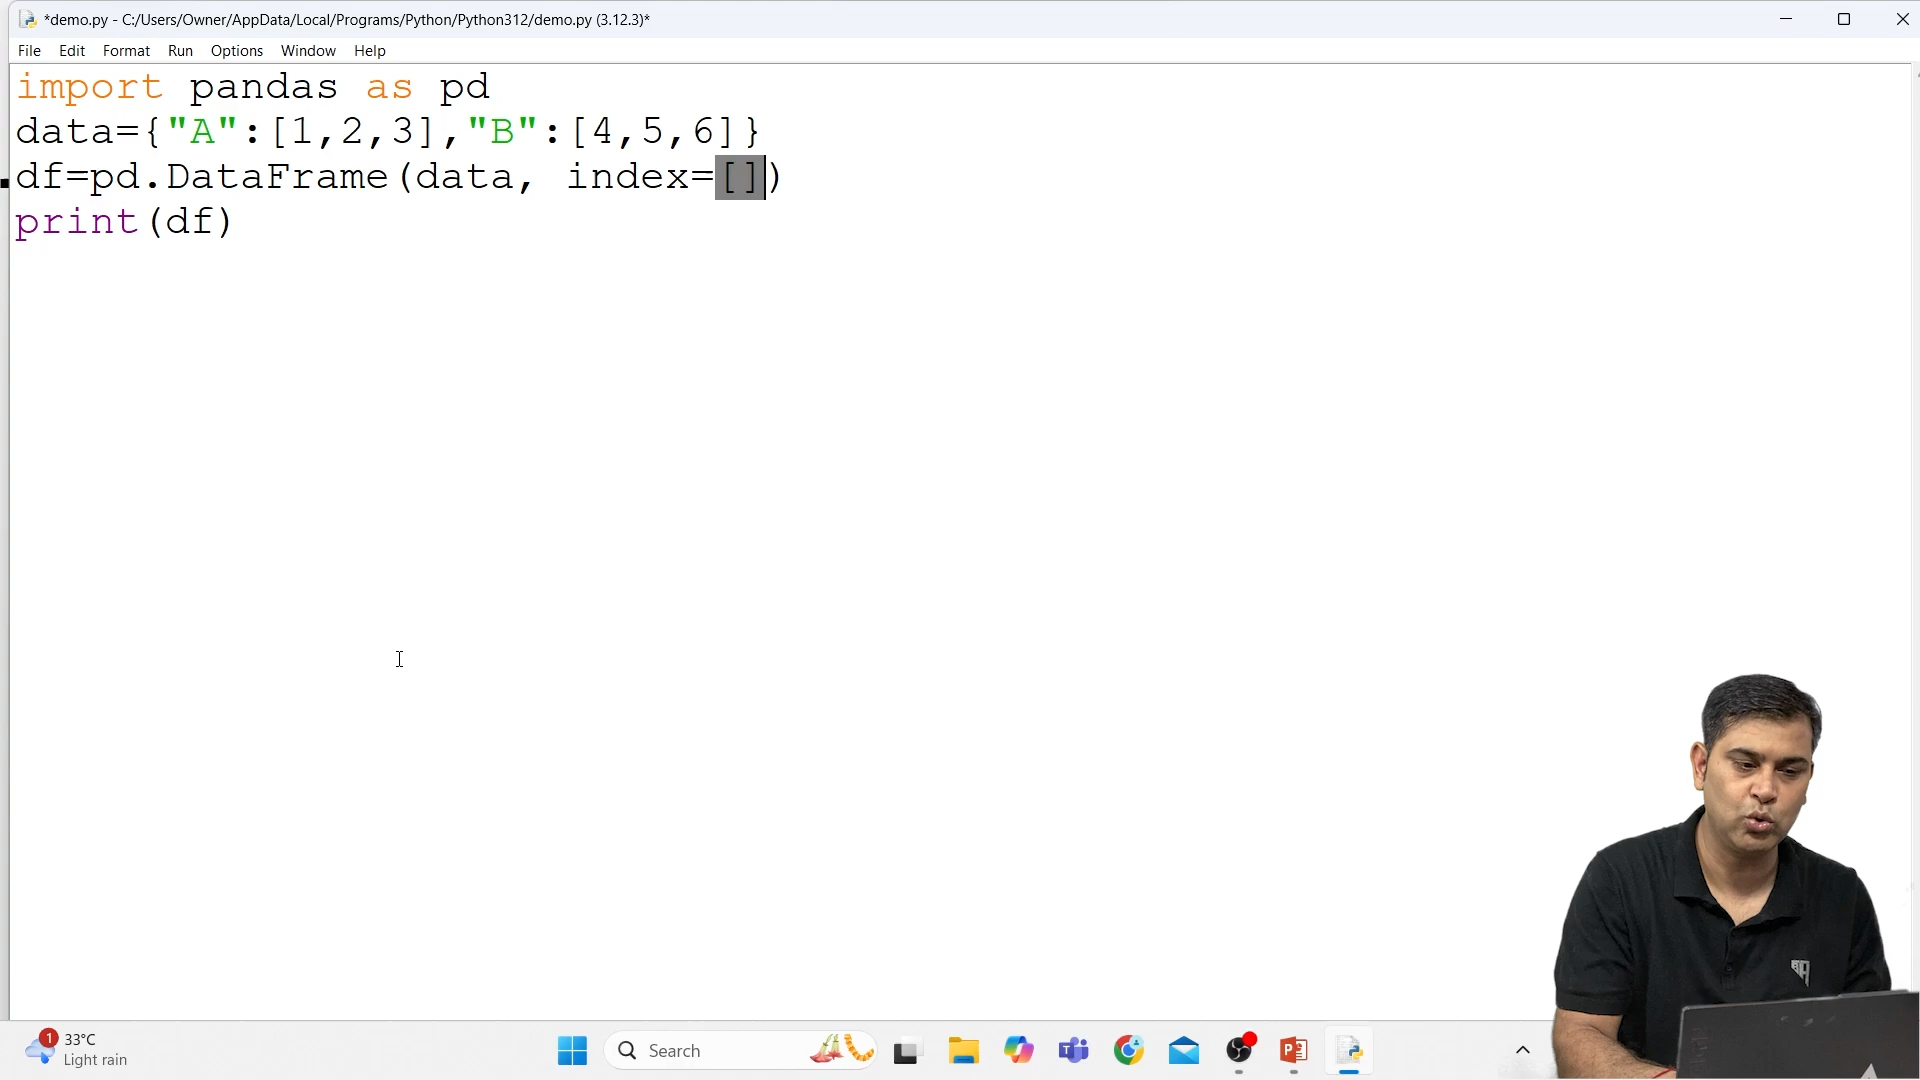 *demo.py - C:/Users/Owner/AppData/Local/Programs/Python/Python312/demo.py (3.12.3)*
File Edit Format Run Options Window Help
import pandas as pd
data={"A":[1,2,3],"B":[4,5,6]}
df=pd.DataFrame(data, index=[])
print(df)
1
33°C
Light rain
Search